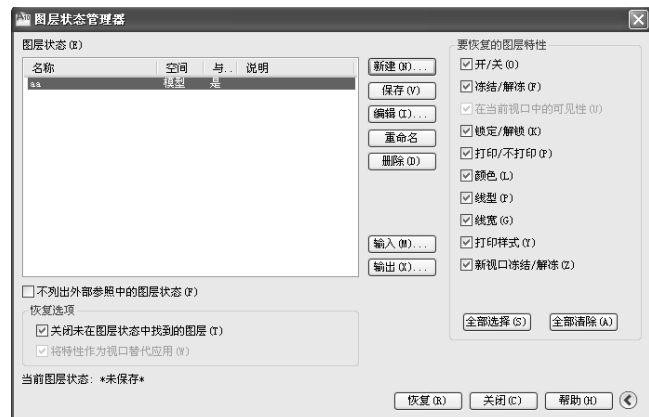 图层状态管理器
图层状态(E)
名称 空间 与.. 说明
aa 模型 是
新建(N)...
保存(V)
编辑(I)...
重命名
删除(D)
输入(M)...
输出(X)...
不列出外部参照中的图层状态(F)
恢复选项
关闭未在图层状态中找到的图层(T)
将特性作为视口替代应用(W)
当前图层状态: *未保存*
要恢复的图层特性
开/关(O)
冻结/解冻(F)
在当前视口中的可见性(U)
锁定/解锁(K)
打印/不打印(P)
颜色(L)
线型(P)
线宽(G)
打印样式(Y)
新视口冻结/解冻(Z)
全部选择(S) 全部清除(A)
恢复(R) 关闭(C) 帮助(H)